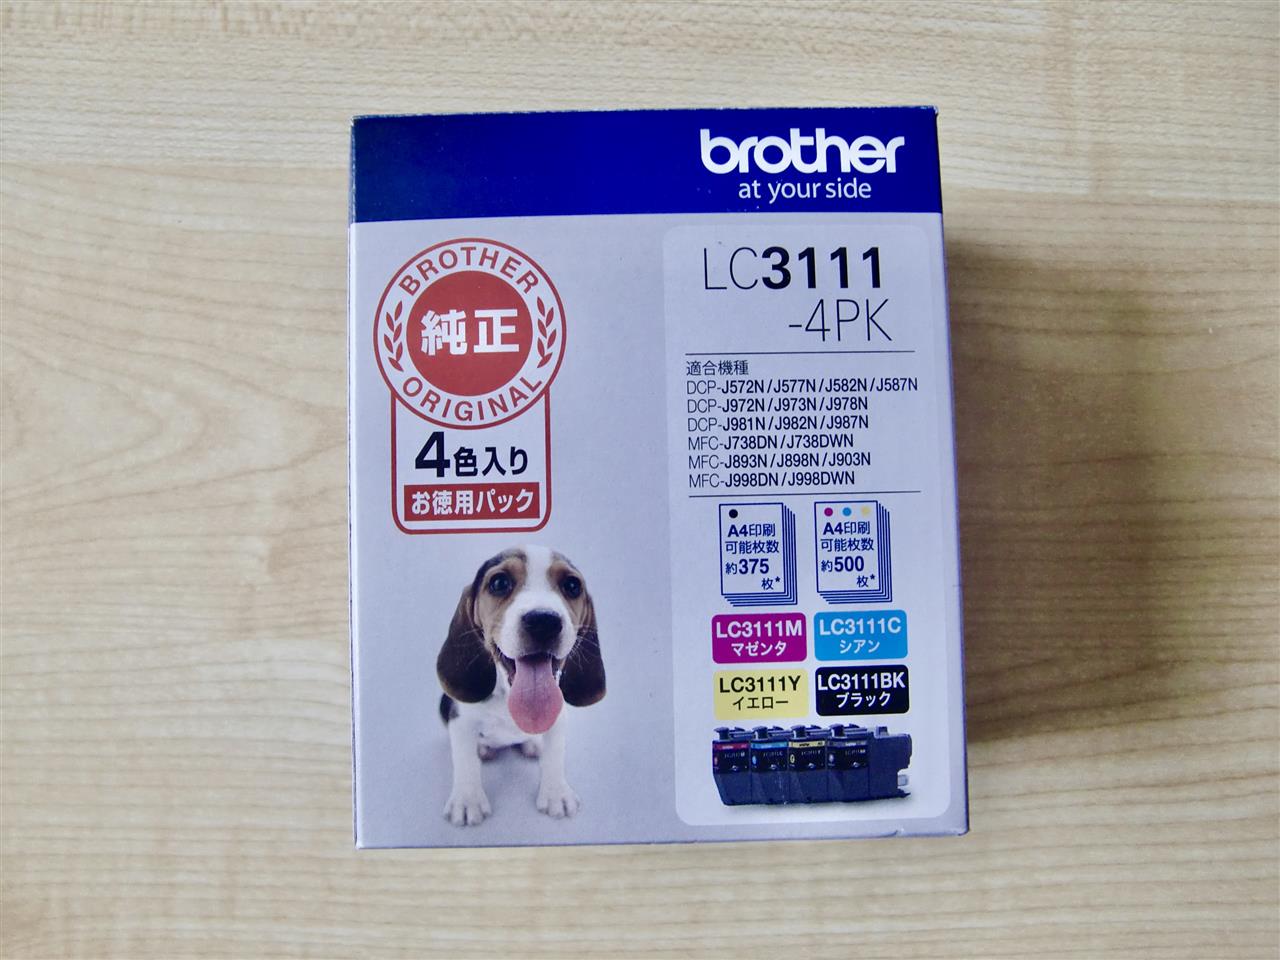 brother
at your side
BROTHER
純正
ORIGINAL
4色入り
お徳用パック
LC3111
-4PK
適合機種
DCP-J572N/J577N/J582N/J587N
DCP-J972N/J973N/J978N
DCP-J981N/J982N/J987N
MFC-J738DN/J738DWN
MFC-J893N/J898N/J903N
MFC-J998DN/J998DWN
A4印刷
可能枚数
約375
枚*
A4印刷
可能枚数
約500
枚*
LC3111M
マゼンタ
LC3111C
シアン
LC3111Y
イエロー
LC3111BK
ブラック